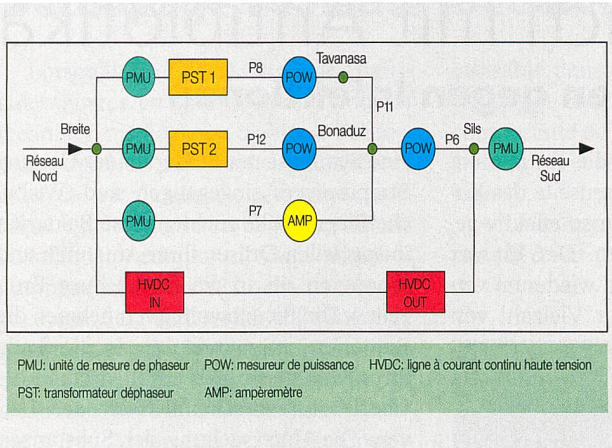 PMU
PST 1
P8
POW
Tavanasa
P11
Breite
PMU
PST 2
P12
POW
Bonaduz
POW
P6
Sils
PMU
Réseau
Nord
Réseau
Sud
PMU
P7
AMP
HVDC
IN
HVDC
OUT
PMU: unité de mesure de phaseur POW: mesureur de puissance HVDC: ligne à courant continu haute tension
PST: transformateur déphaseur AMP: ampèremètre